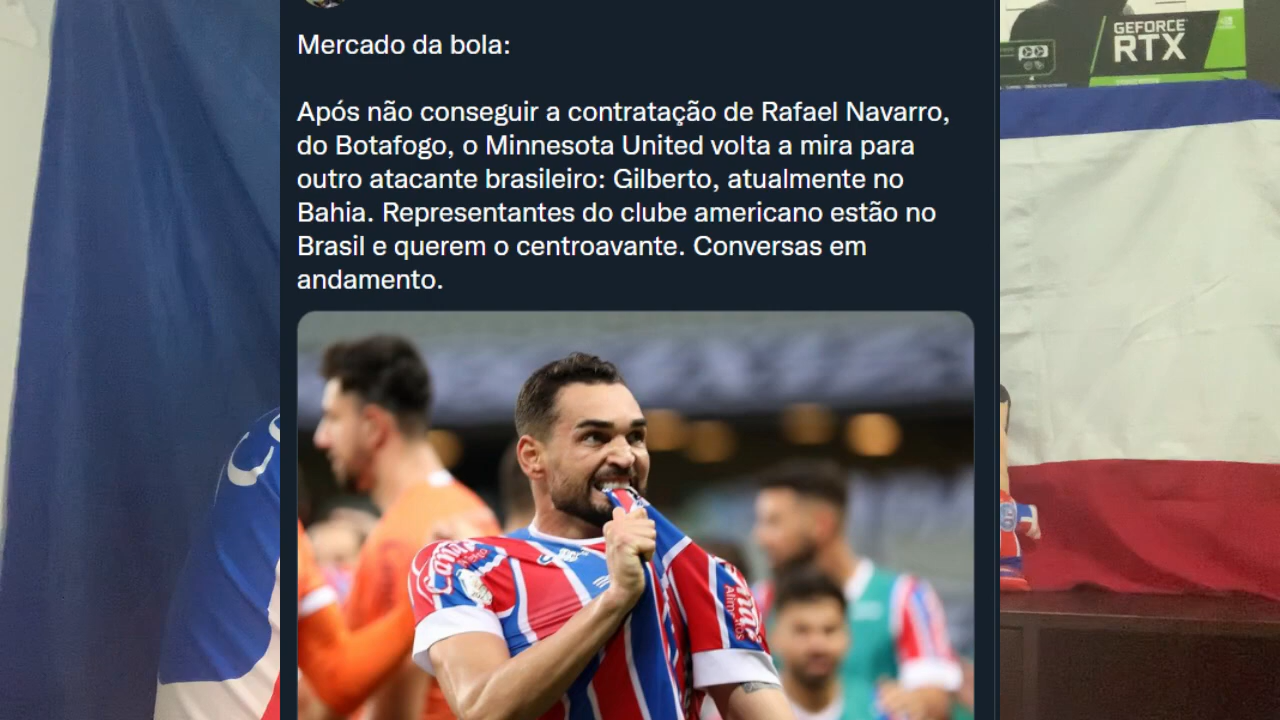 Mercado da bola:
Após não conseguir a contratação de Rafael Navarro,
do Botafogo, o Minnesota United volta a mira para
outro atacante brasileiro: Gilberto, atualmente no
Bahia. Representantes do clube americano estão no
Brasil e querem o centroavante. Conversas em
andamento.
GEFORCE
RTX